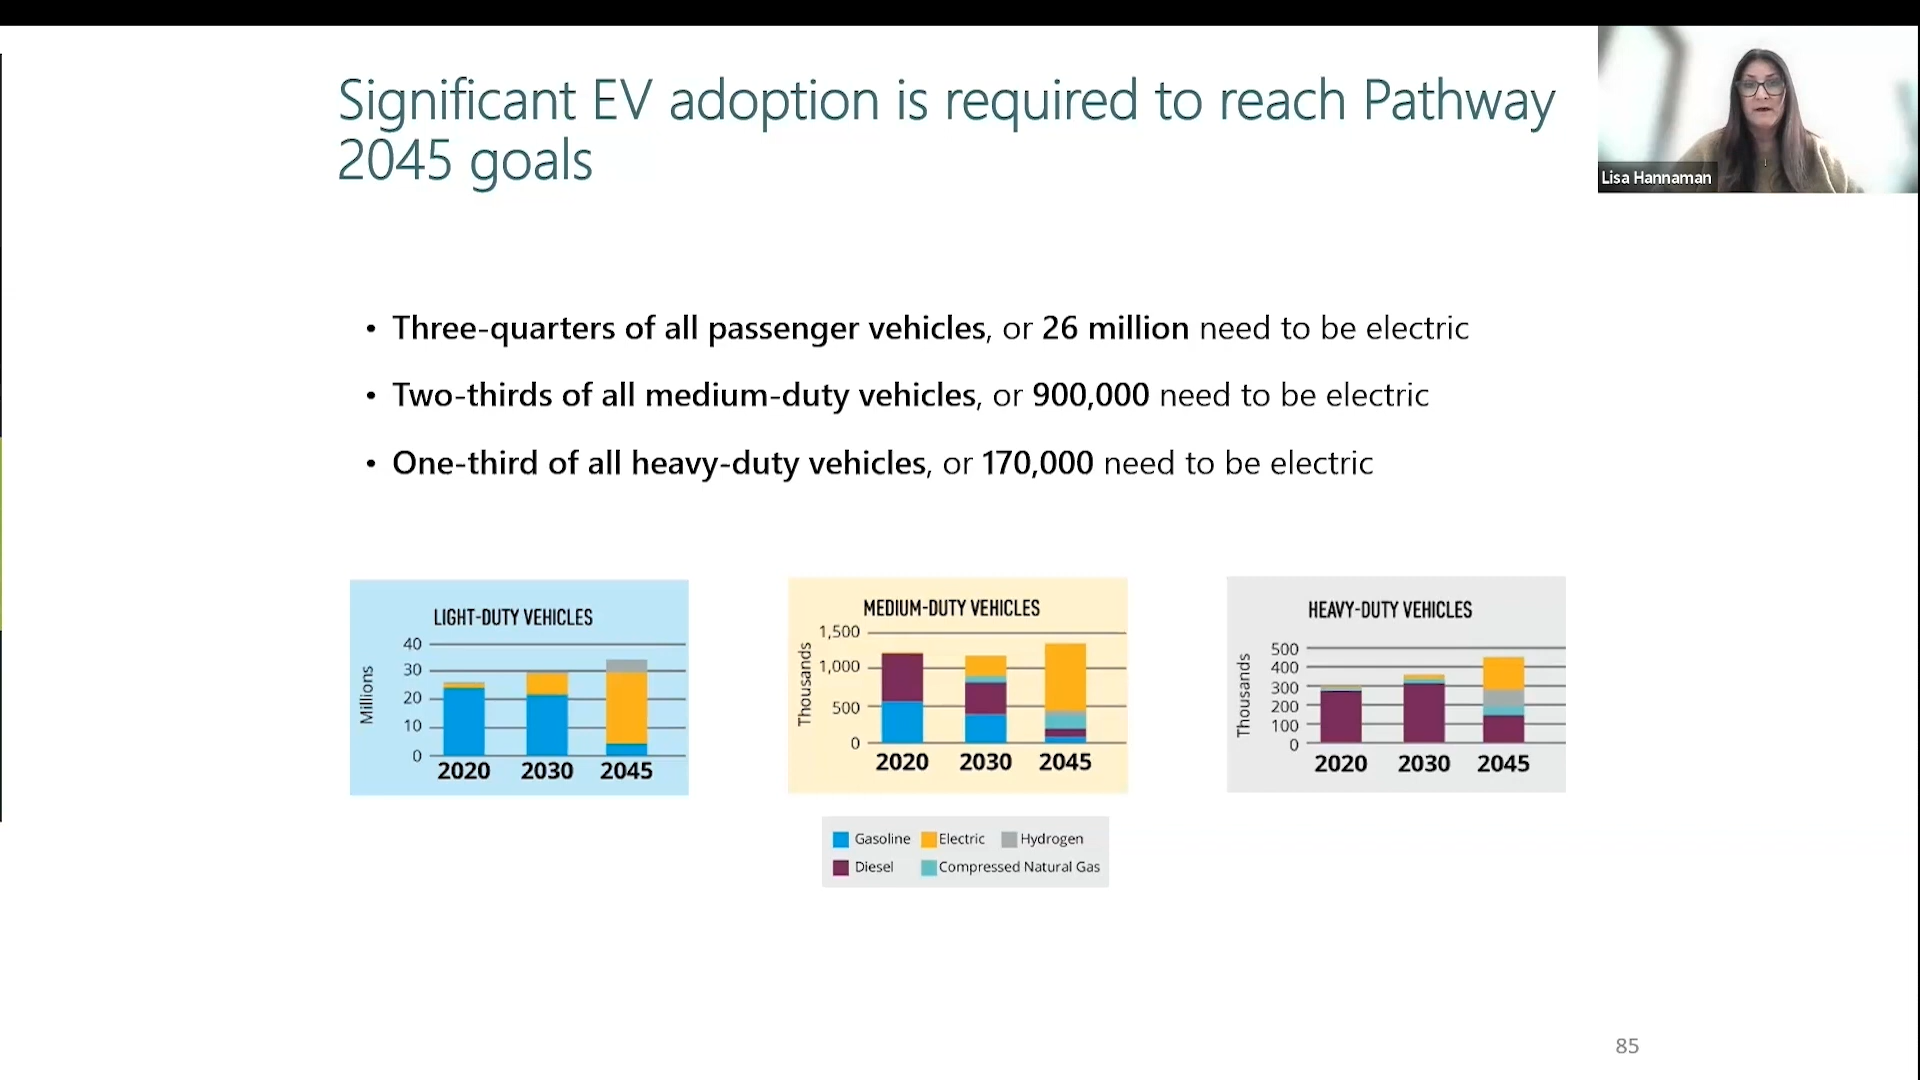 Significant EV adoption is required to reach Pathway
2045 goals
Lisa Hannaman
• Three-quarters of all passenger vehicles, or 26 million need to be electric
• Two-thirds of all medium-duty vehicles, or 900,000 need to be electric
• One-third of all heavy-duty vehicles, or 170,000 need to be electric
LIGHT-DUTY VEHICLES
Millions
40
30
20
10
0
2020 2030 2045
MEDIUM-DUTY VEHICLES
Thousands
1,500
1,000
500
0
2020 2030 2045
HEAVY-DUTY VEHICLES
Thousands
500
400
300
200
100
0
2020 2030 2045
Gasoline Electric Hydrogen
Diesel Compressed Natural Gas
85